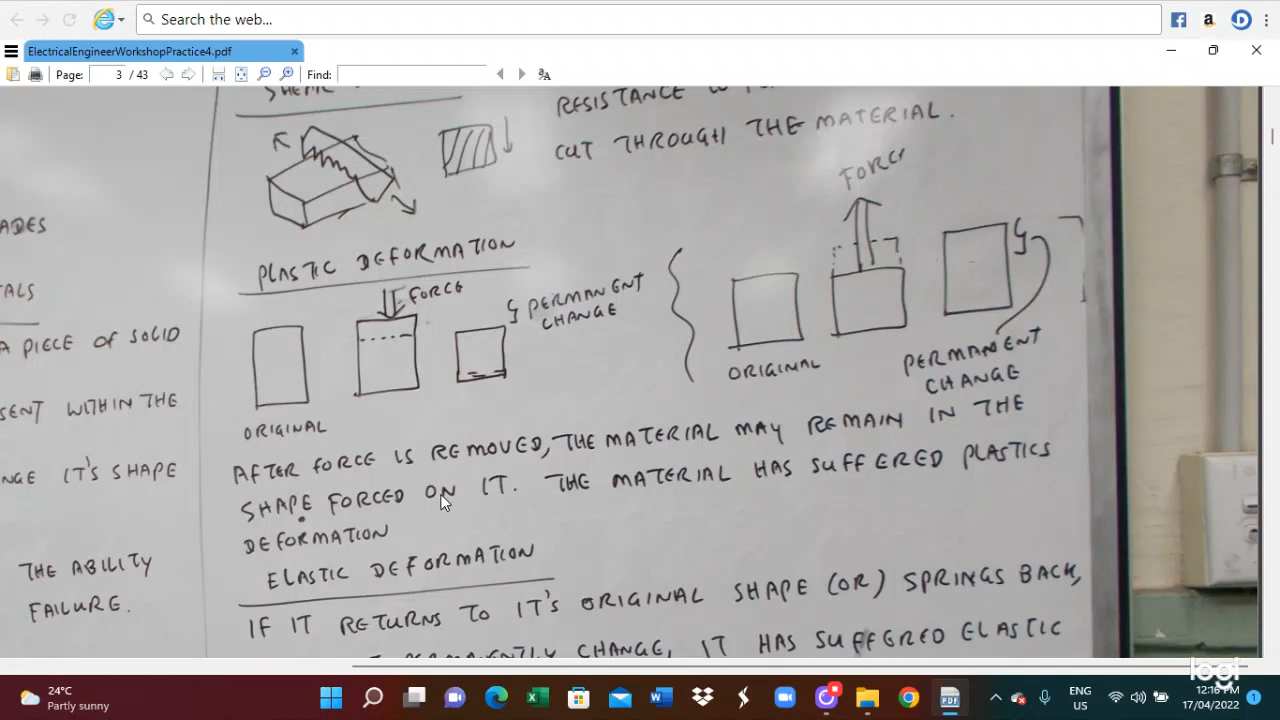 Search the web...
ElectricalEngineerWorkshopPractice4.pdf
Page: 3 / 43 Find:
RESISTANCE
CUT THROUGH THE MATERIAL.
FORCE
PLASTIC DEFORMATION
FORCE
PERMANENT
CHANGE
ORIGINAL
ORIGINAL
PERMANENT
CHANGE
AFTER FORCE IS REMOVED, THE MATERIAL MAY REMAIN IN THE
SHAPE FORCED ON IT. THE MATERIAL HAS SUFFERED PLASTICS
DEFORMATION
ELASTIC DEFORMATION
IF IT RETURNS TO IT'S ORIGINAL SHAPE (OR) SPRINGS BACK,
CHANGE, IT HAS SUFFERED ELASTIC
ADES
TALS
A PIECE OF SOLID
SENT WITHIN THE
NGE IT'S SHAPE
THE ABILITY
FAILURE.
logi
24°C
Partly sunny
ENG
US
12:16 PM
17/04/2022